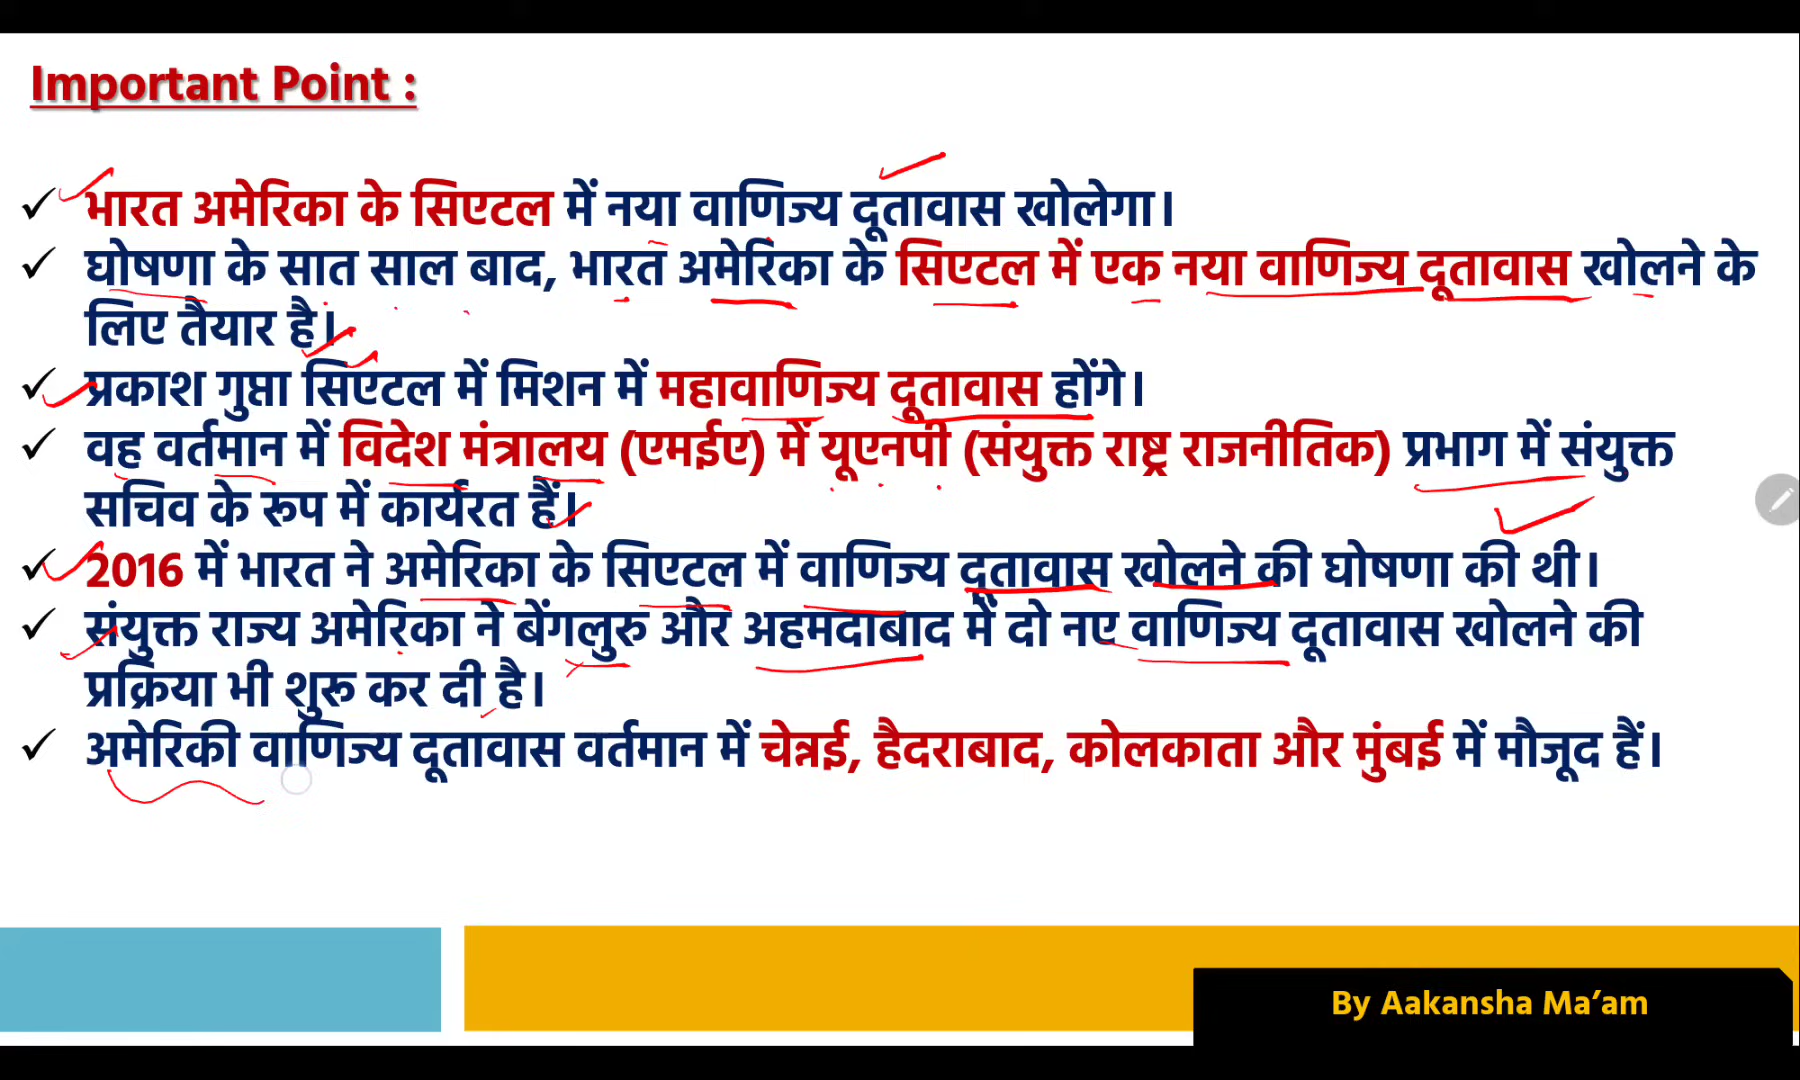 Important Point :
भारत अमेरिका के सिएटल में नया वाणिज्य दूतावास खोलेगा।
घोषणा के सात साल बाद, भारत अमेरिका के सिएटल में एक नया वाणिज्य दूतावास खोलने के
लिए तैयार है।
प्रकाश गुप्ता सिएटल में मिशन में महावाणिज्य दूतावास होंगे।
वह वर्तमान में विदेश मंत्रालय (एमईए) में यूएनपी (संयुक्त राष्ट्र राजनीतिक) प्रभाग में संयुक्त
सचिव के रूप में कार्यरत हैं।
2016 में भारत ने अमेरिका के सिएटल में वाणिज्य दूतावास खोलने की घोषणा की थी।
संयुक्त राज्य अमेरिका ने बेंगलुरु और अहमदाबाद में दो नए वाणिज्य दूतावास खोलने की
प्रक्रिया भी शुरू कर दी है।
अमेरिकी वाणिज्य दूतावास वर्तमान में चेन्नई, हैदराबाद, कोलकाता और मुंबई में मौजूद हैं।
By Aakansha Ma’am